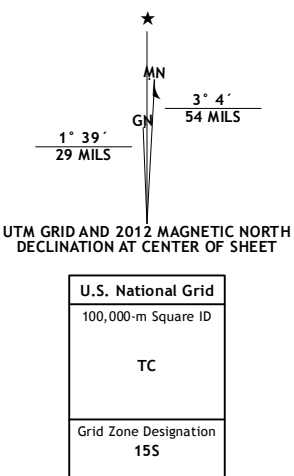 ★
MN
GN
3° 4´
54 MILS
1° 39´
29 MILS
UTM GRID AND 2012 MAGNETIC NORTH
DECLINATION AT CENTER OF SHEET
U.S. National Grid
100,000-m Square ID
TC
Grid Zone Designation
15S